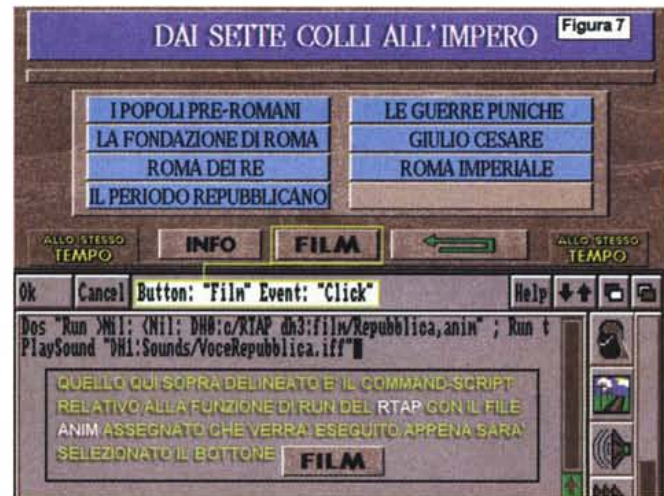 DAI SETTE COLLI ALL'IMPERO
Figura 7
I POPOLI PRE-ROMANI
LE GUERRE PUNICHE
LA FONDAZIONE DI ROMA
GIULIO CESARE
ROMA DEI RE
ROMA IMPERIALE
IL PERIODO REPUBBLICANO
ALLO STESSO
TEMPO
INFO
FILM
ALLO STESSO
TEMPO
Ok
Cancel
Button: "Film" Event: "Click"
Help
Dos "Run >Nil: <Nil: DH0:c/RTAP dh3:film/Repubblica,anim" ; Run t
PlaySound "DH1:Sounds/VoceRepubblica.iff"
QUELLO QUI SOPRA DELINEATO E' IL COMMAND-SCRIPT
RELATIVO ALLA FUNZIONE DI RUN DEL RTAP CON IL FILE
ANIM ASSEGNATO CHE VERRA' ESEGUITO APPENA SARA'
SELEZIONATO IL BOTTONE FILM